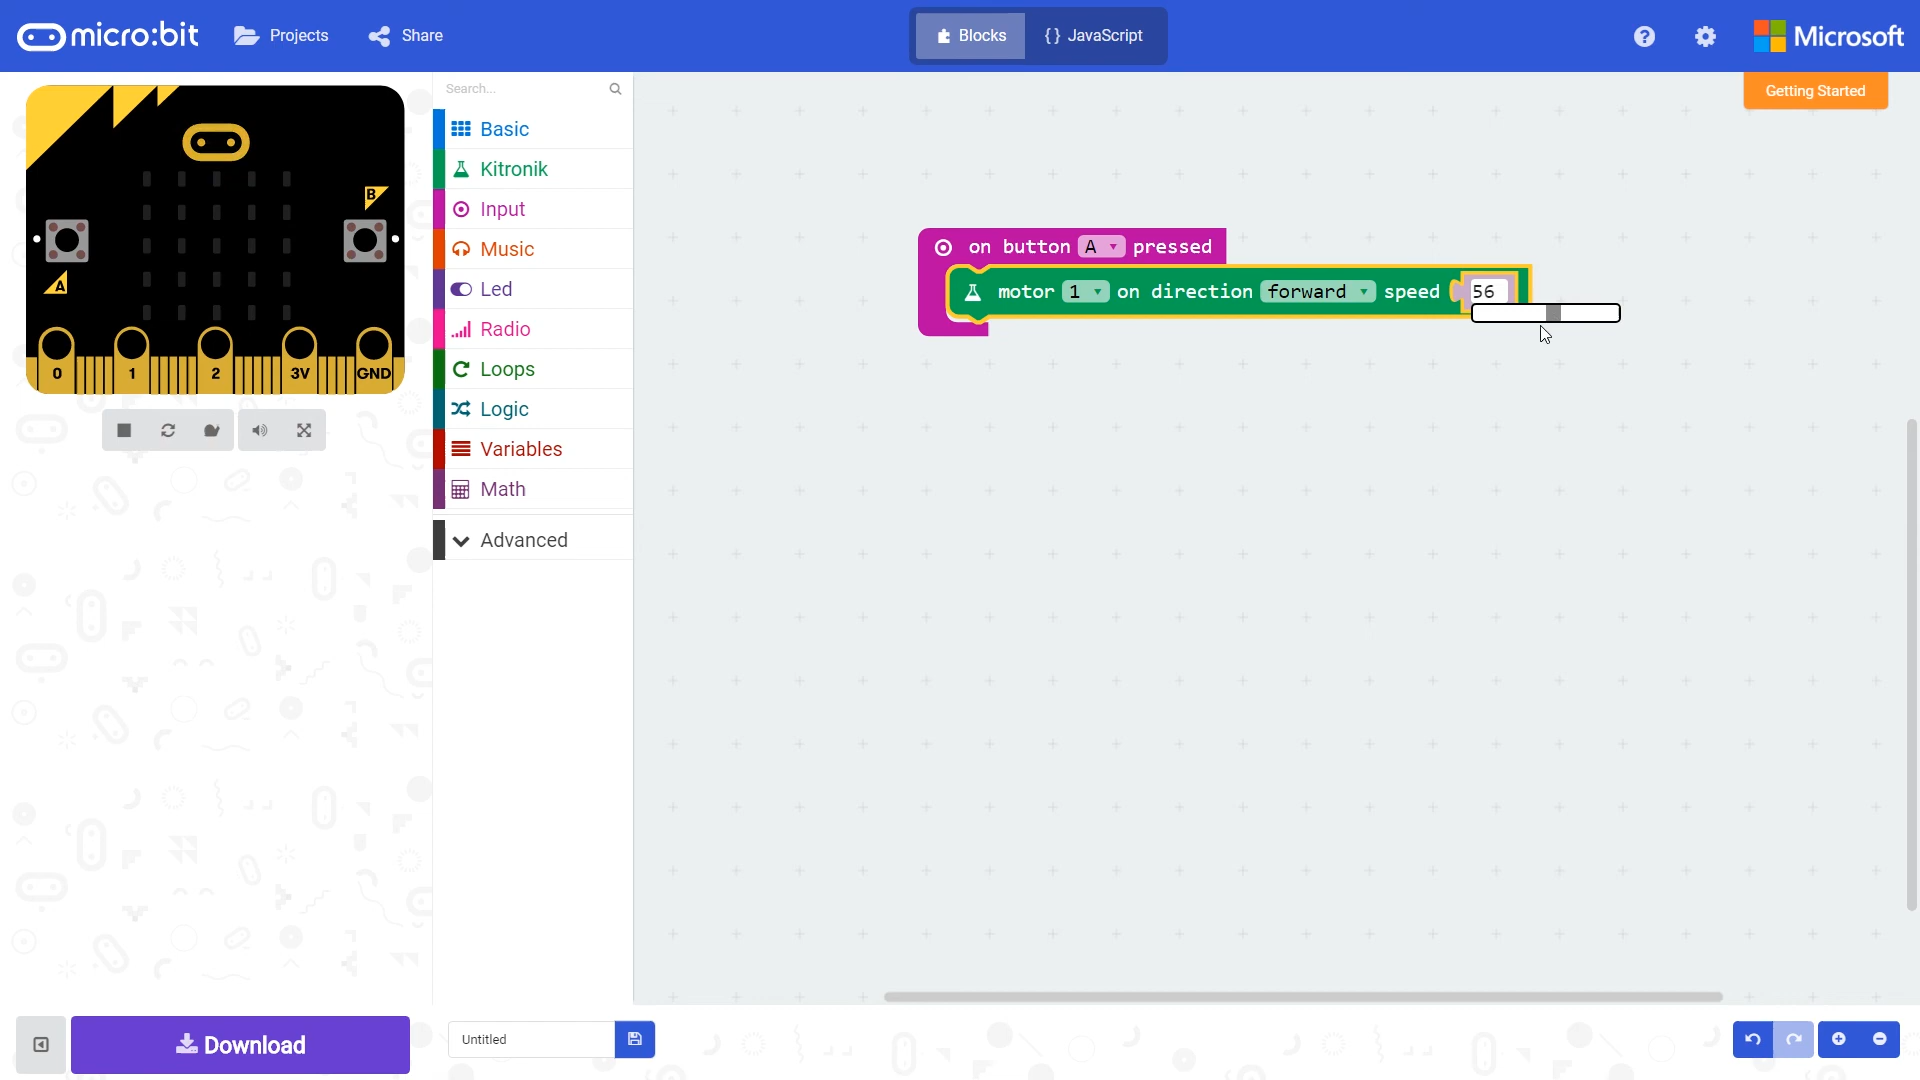 micro:bit Projects Share Blocks {} JavaScript ? Microsoft
Getting Started
Search...
Basic
Kitronik
Input
Music
Led
Radio
Loops
Logic
Variables
Math
Advanced
B
A
0 1 2 3V GND
on button A pressed
motor 1 on direction forward speed 56
Download
Untitled